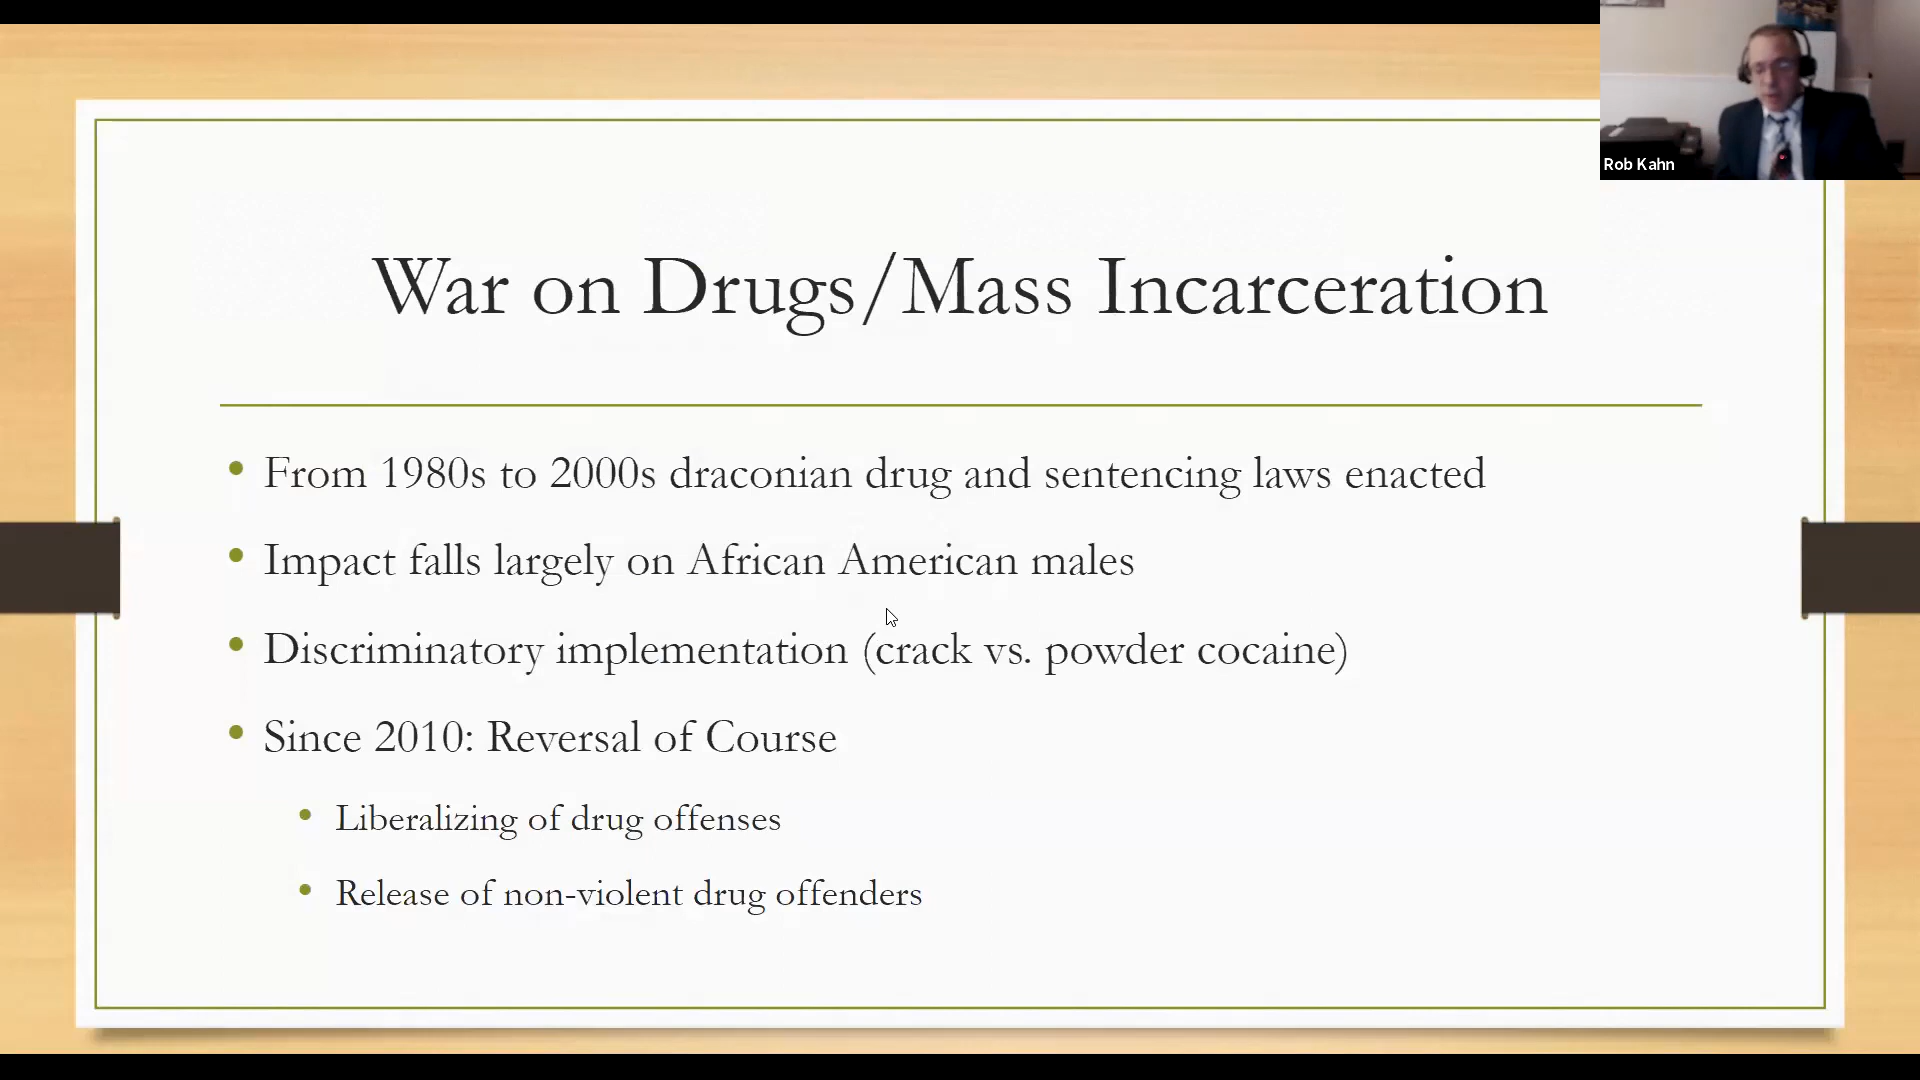 Rob Kahn
War on Drugs/Mass Incarceration
• From 1980s to 2000s draconian drug and sentencing laws enacted
• Impact falls largely on African American males
• Discriminatory implementation (crack vs. powder cocaine)
• Since 2010: Reversal of Course
• Liberalizing of drug offenses
• Release of non-violent drug offenders